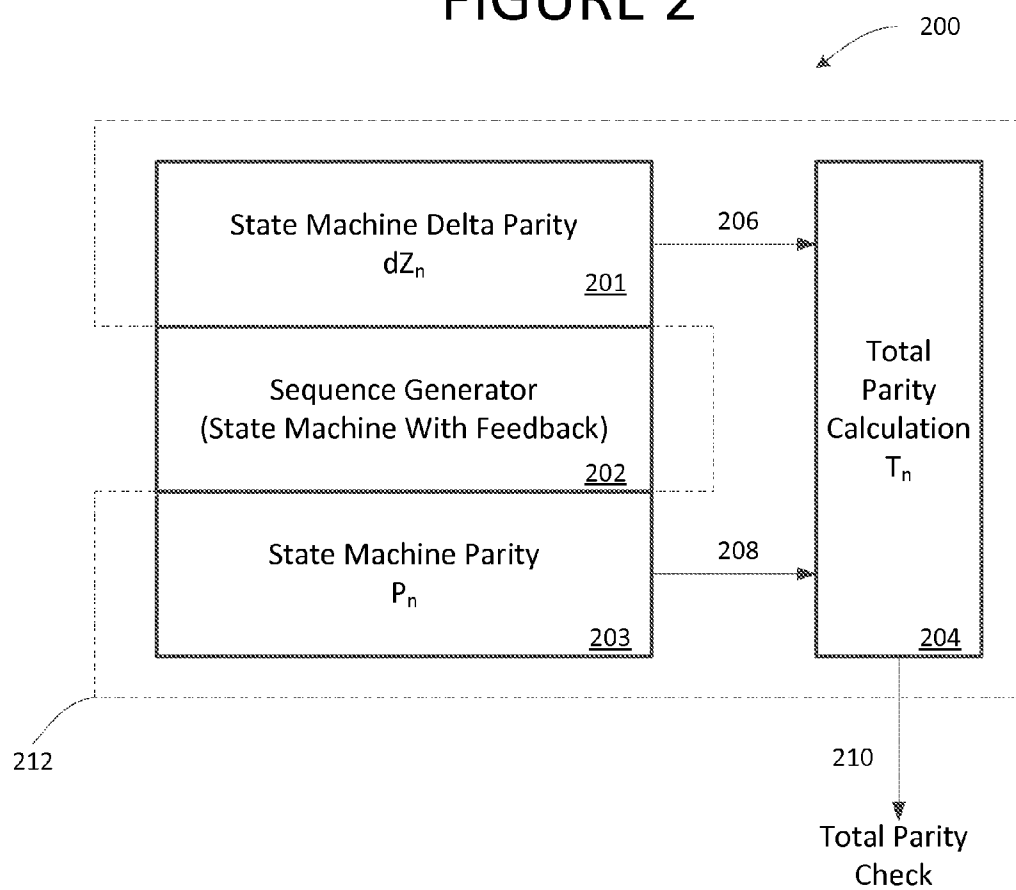 FIGURE 2
200
State Machine Delta Parity
dZn
201
206
Sequence Generator
(State Machine With Feedback)
202
Total
Parity
Calculation
Tn
204
State Machine Parity
Pn
203
208
212
210
Total Parity
Check